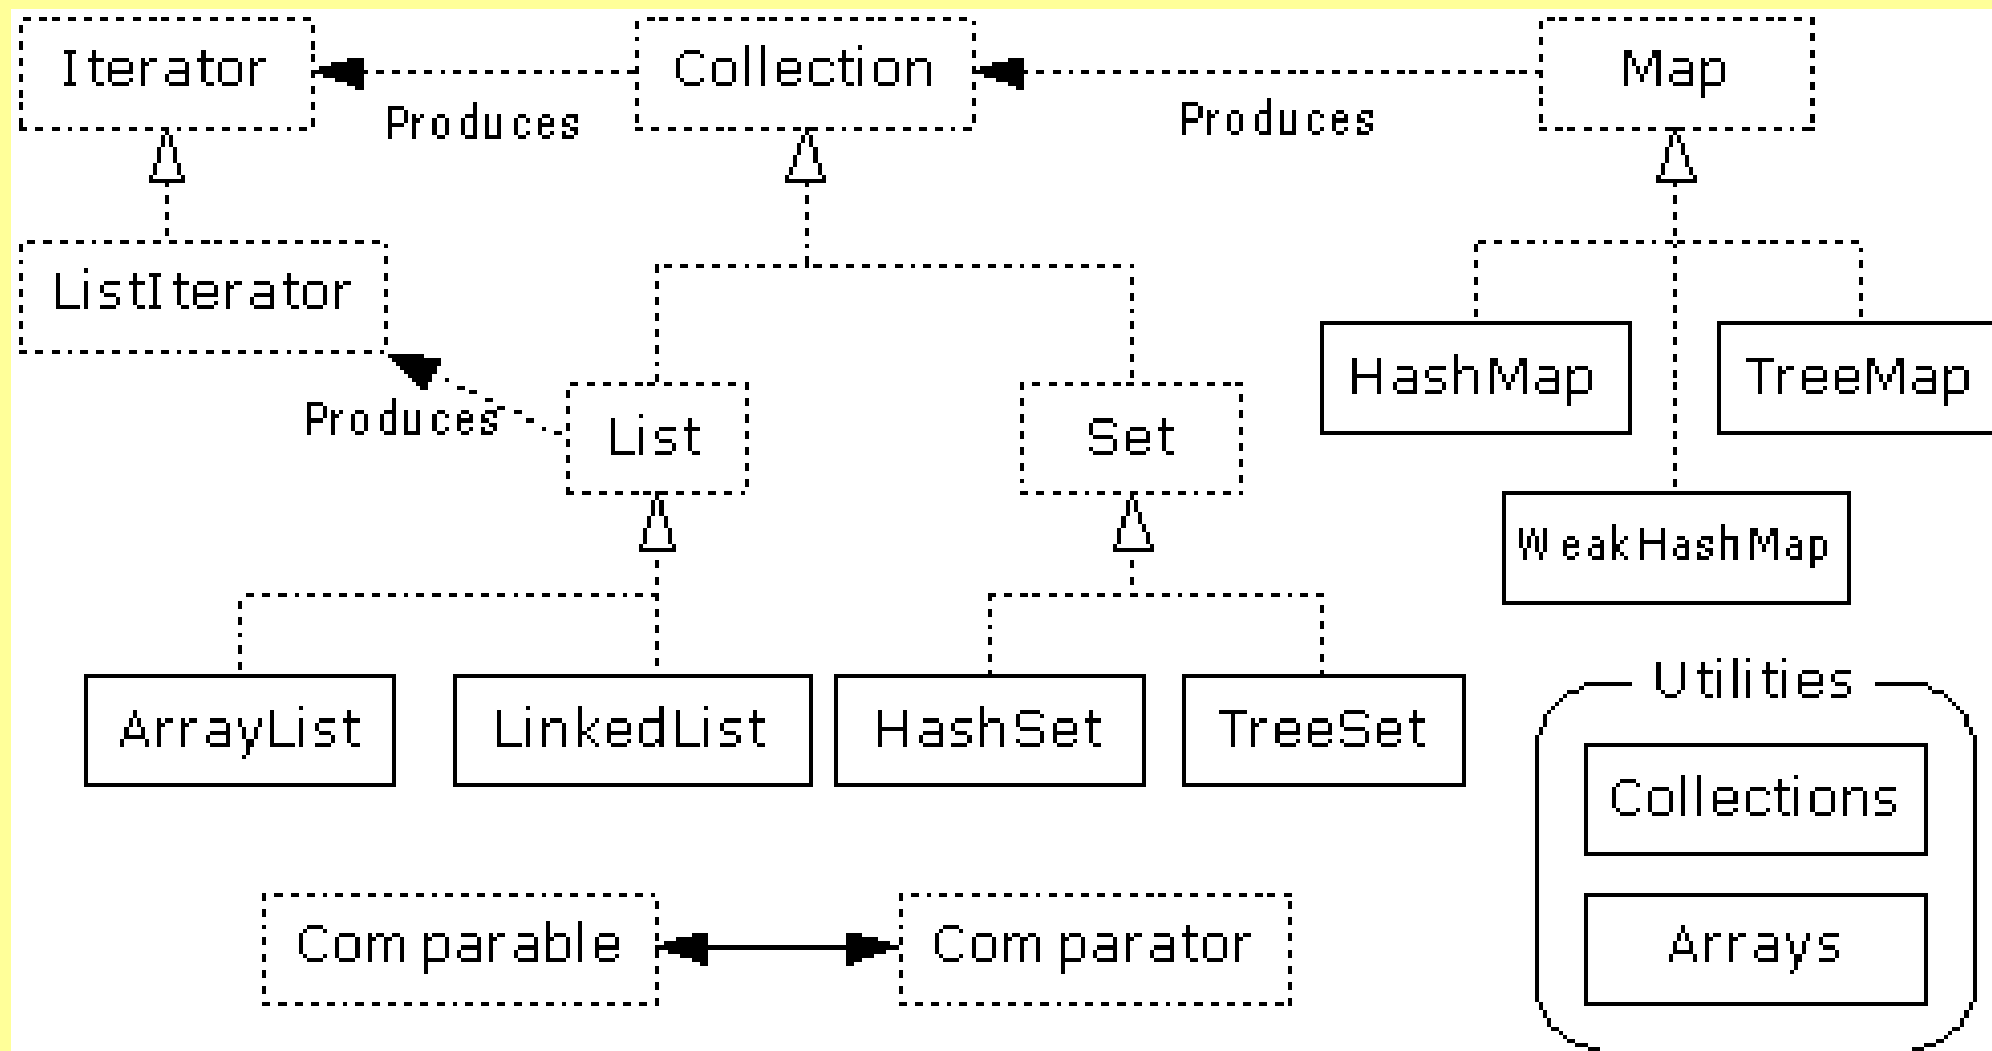 Iterator
Collection
Map
Produces
Produces
ListIterator
HashMap
TreeMap
Produces
List
Set
WeakHashMap
Utilities
ArrayList
LinkedList
HashSet
TreeSet
Collections
Comparable
Comparator
Arrays